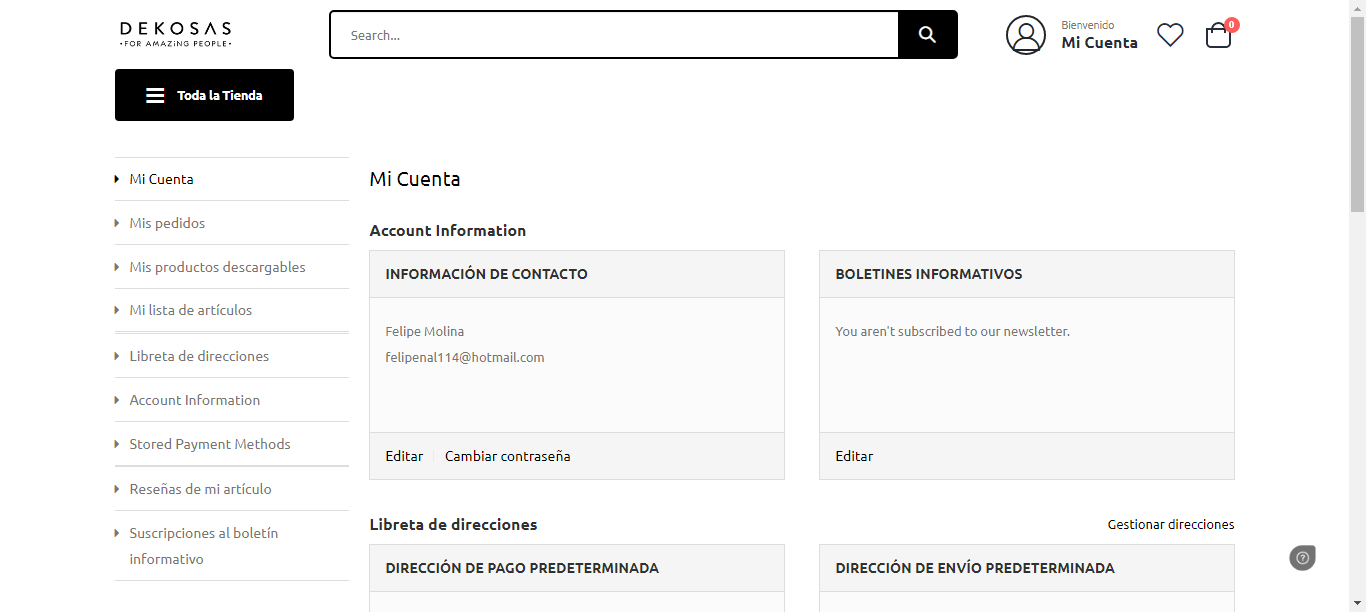 DEKOSAS
•FOR AMAZING PEOPLE•
Search...
Bienvenido
Mi Cuenta
0
Toda la Tienda
Mi Cuenta
Mis pedidos
Mis productos descargables
Mi lista de artículos
Libreta de direcciones
Account Information
Stored Payment Methods
Reseñas de mi artículo
Suscripciones al boletín
informativo
Mi Cuenta
Account Information
INFORMACIÓN DE CONTACTO
Felipe Molina
felipenal114@hotmail.com
Editar
Cambiar contraseña
BOLETINES INFORMATIVOS
You aren't subscribed to our newsletter.
Editar
Libreta de direcciones
Gestionar direcciones
DIRECCIÓN DE PAGO PREDETERMINADA
DIRECCIÓN DE ENVÍO PREDETERMINADA
?